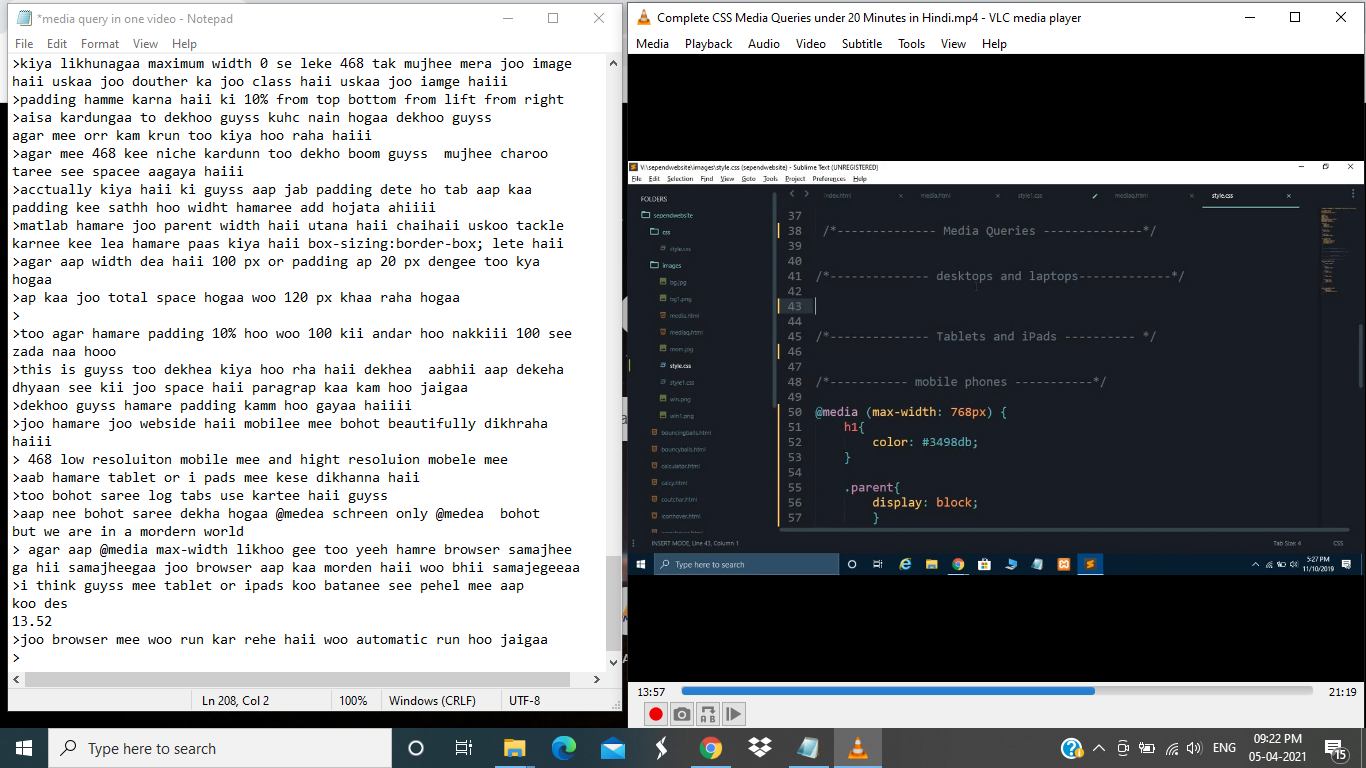 *media query in one video - Notepad
File Edit Format View Help
>kiya likhunagaa maximum width 0 se leke 468 tak mujhee mera joo image
haii uskaa joo douther ka joo class haii uskaa joo iamge haiii
>padding hamme karna haii ki 10% from top bottom from lift from right
>aisa kardungaa to dekhoo guyss kuhc nain hogaa dekhoo guyss
agar mee orr kam krun too kiya hoo raha haiii
>agar mee 468 kee niche kardunn too dekho boom guyss  mujhee charoo
taree see spacee aagaya haiii
>acctually kiya haii ki guyss aap jab padding dete ho tab aap kaa
padding kee sathh hoo widht hamaree add hojata ahiiii
>matlab hamare joo parent width haii utana haii chaihaii uskoo tackle
karnee kee lea hamare paas kiya haii box-sizing:border-box; lete haii
>agar aap width dea haii 100 px or padding ap 20 px dengee too kya
hogaa
>ap kaa joo total space hogaa woo 120 px khaa raha hogaa
>
>too agar hamare padding 10% hoo woo 100 kii andar hoo nakkiii 100 see
zada naa hooo
>this is guyss too dekhea kiya hoo rha haii dekhea  aabhii aap dekeha
dhyaan see kii joo space haii paragrap kaa kam hoo jaigaa
>dekhoo guyss hamare padding kamm hoo gayaa haiiii
>joo hamare joo webside haii mobilee mee bohot beautifully dikhraha
haiii
> 468 low resoluiton mobile mee and hight resoluion mobele mee
>aab hamare tablet or i pads mee kese dikhanna haii
>too bohot saree log tabs use kartee haii guyss
>aap nee bohot saree dekha hogaa @medea schreen only @medea  bohot
but we are in a mordern world
> agar aap @media max-width likhoo gee too yeeh hamre browser samajhee
ga hii samajheegaa joo browser aap kaa morden haii woo bhii samajegeeaa
>i think guyss mee tablet or ipads koo batanee see pehel mee aap
koo des
13.52
>joo browser mee woo run kar rehe haii woo automatic run hoo jaigaa
>
Ln 208, Col 2 100% Windows (CRLF) UTF-8
Complete CSS Media Queries under 20 Minutes in Hindi.mp4 - VLC media player
Media Playback Audio Video Subtitle Tools View Help
V:\sependwebsite\images\style.css (sependwebsite) - Sublime Text (UNREGISTERED)
File Edit Selection Find View Goto Tools Project Preferences Help
index.html media.html style1.css mediaq.html style.css
FOLDERS
sependwebsite
css
style.css
images
bg.jpg
bg1.png
media.html
mediaq.html
mom.jpg
style.css
style1.css
win.png
win1.png
bouncingballs.html
bouncyballs.html
calculator.html
calcy.html
coutchar.html
iconhover.html
37
38 /*-------------- Media Queries --------------*/
39
40
41 /*-------------- desktops and laptops-------------*/
42
43
44
45 /*-------------- Tablets and iPads ---------- */
46
47
48 /*----------- mobile phones -----------*/
49
50 @media (max-width: 768px) {
51 h1{
52 color: #3498db;
53 }
54
55 .parent{
56 display: block;
57 }
INSERT MODE, Line 43, Column 1 Tab Size: 4 CSS
Type here to search
5:27 PM
11/10/2019
13:57 21:19
Type here to search
ENG
09:22 PM
05-04-2021
15